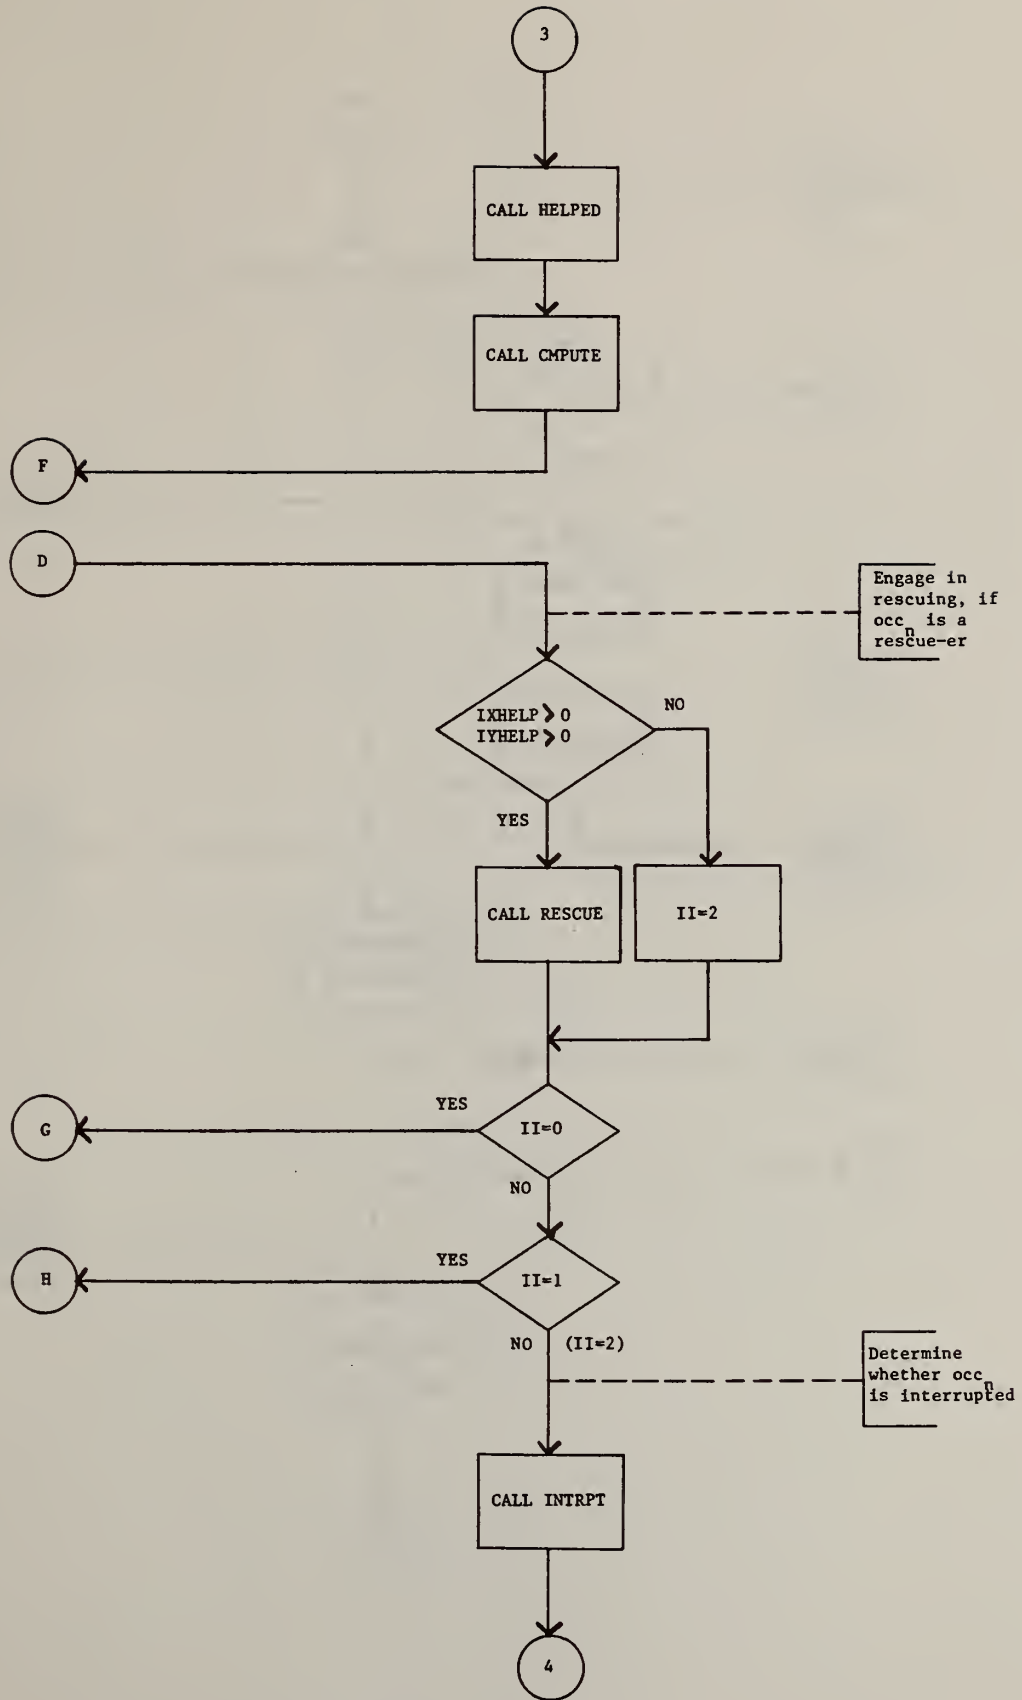 3
CALL HELPED
CALL CMPUTE
F
D
Engage in
rescuing, if
occn is a
rescue-er
IXHELP > 0
IYHELP > 0
NO
YES
CALL RESCUE
II=2
YES
G
II=0
NO
YES
H
II=1
NO (II=2)
Determine
whether occn
is interrupted
CALL INTRPT
4